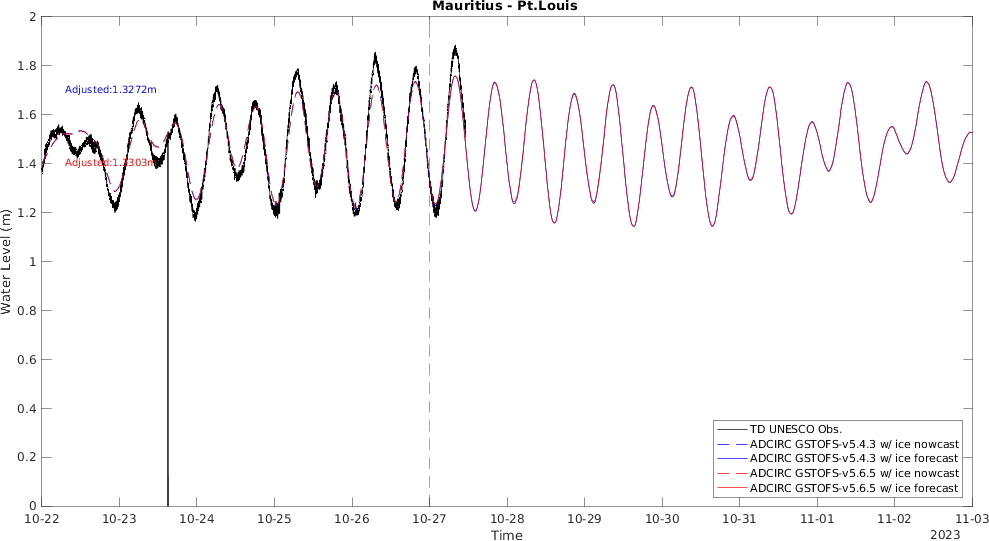 Mauritius - Pt.Louis
2
1.8
1.6
1.4
1.2
1
0.8
0.6
0.4
0.2
0
Water Level (m)
Adjusted:1.3272m
Adjusted:1.3303m
TD UNESCO Obs.
ADCIRC GSTOFS-v5.4.3 w/ ice nowcast
ADCIRC GSTOFS-v5.4.3 w/ ice forecast
ADCIRC GSTOFS-v5.6.5 w/ ice nowcast
ADCIRC GSTOFS-v5.6.5 w/ ice forecast
10-22 10-23 10-24 10-25 10-26 10-27 10-28 10-29 10-30 10-31 11-01 11-02 11-03
Time
2023